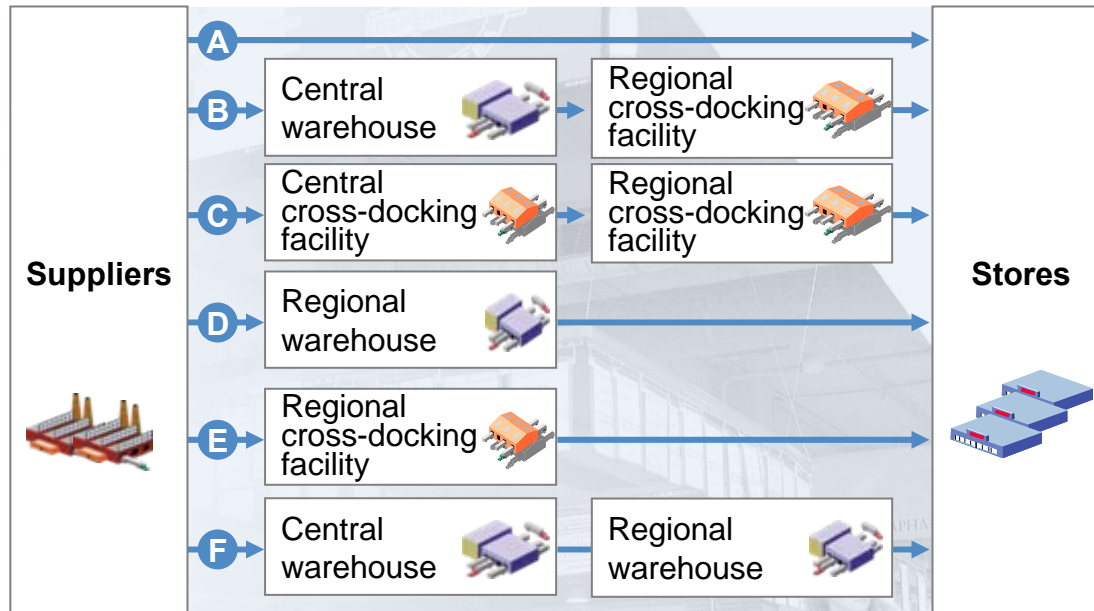 A
B
Central
warehouse
Regional
cross-docking
facility
C
Central
cross-docking
facility
Regional
cross-docking
facility
Suppliers
Stores
D
Regional
warehouse
E
Regional
cross-docking
facility
F
Central
warehouse
Regional
warehouse